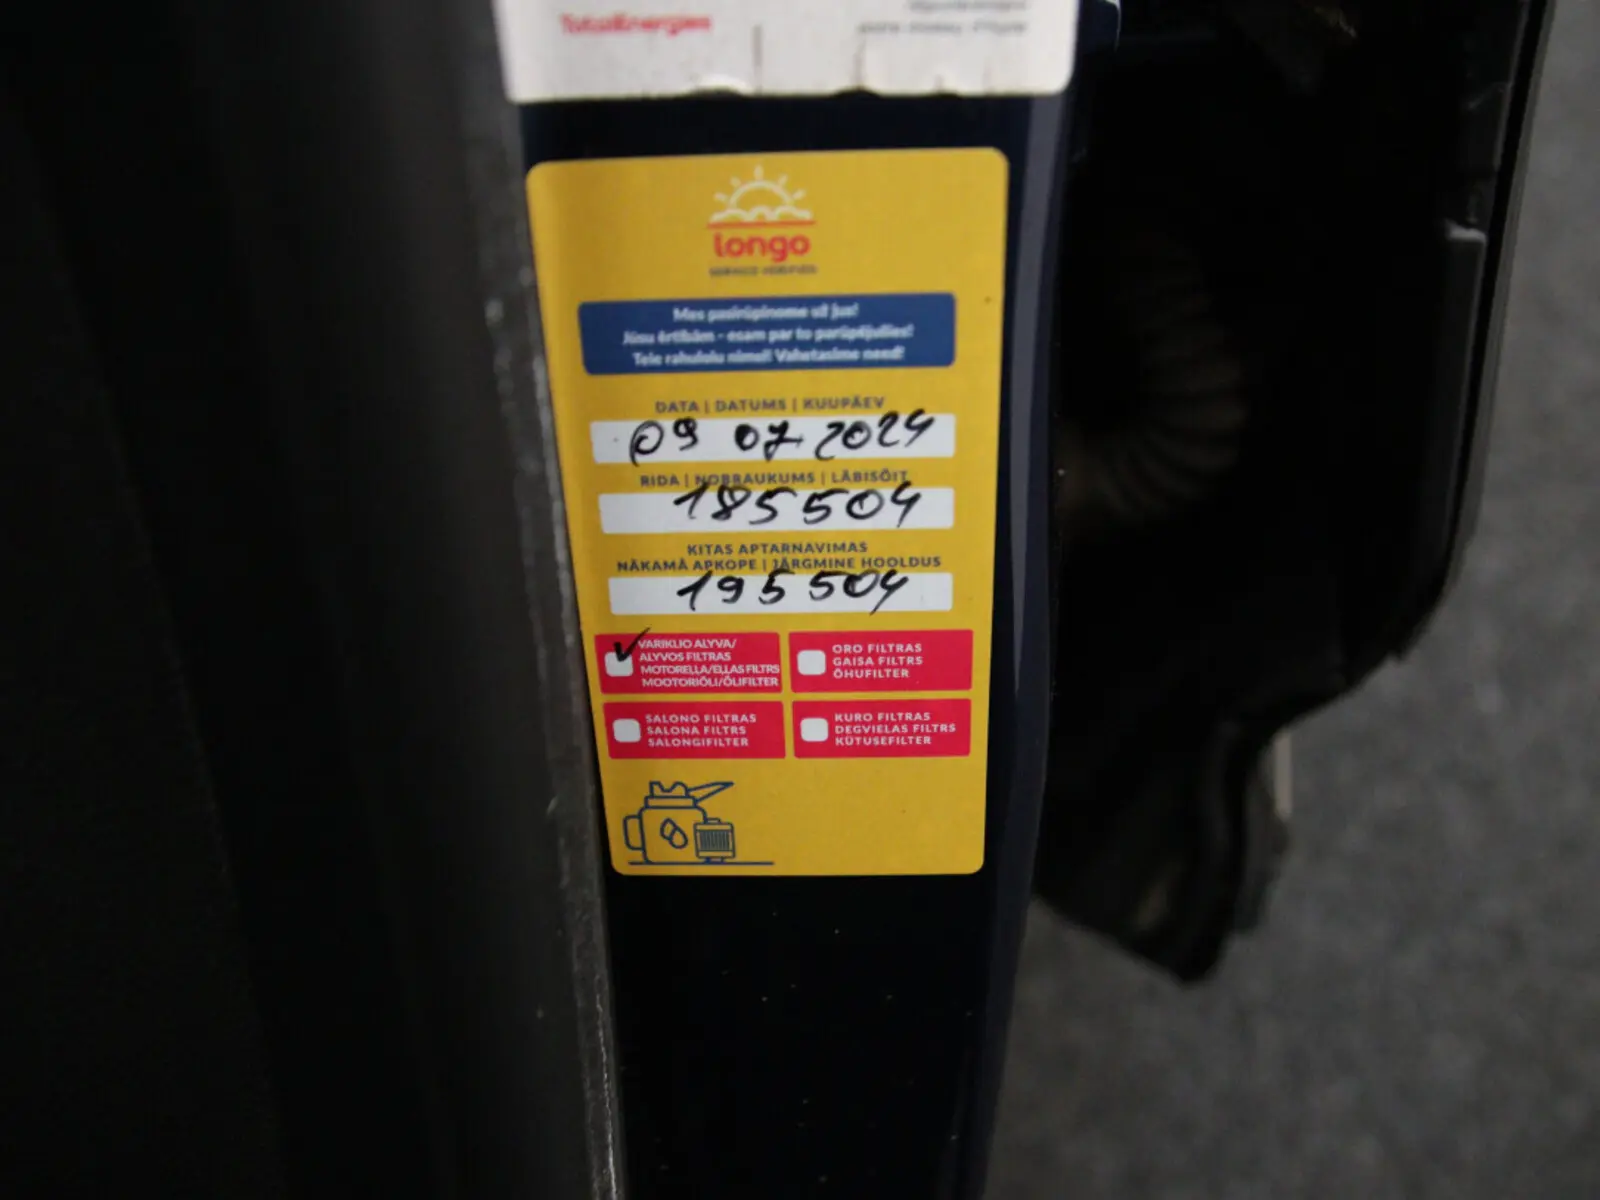 TotalEnergies
longo
SERVICE VERIFIED
Mes pasirūpinome už jus!
Jūsu ērtībām - esam par to parūpējušies!
Teie rahulolu nimel! Vahetasime need!
DATA | DATUMS | KUUPÄEV
09 07 2024
RIDA | NOBRAUKUMS | LÄBISÕIT
185504
KITAS APTARNAVIMAS
NĀKAMĀ APKOPE | JÄRGMINE HOOLDUS
195504
VARIKLIO ALYVA/
ALYVOS FILTRAS
MOTOREĻĻA/EĻĻAS FILTRS
MOOTORIÕLI/ÕLIFILTER
ORO FILTRAS
GAISA FILTRS
ÕHUFILTER
SALONO FILTRAS
SALONA FILTRS
SALONGIFILTER
KURO FILTRAS
DEGVIELAS FILTRS
KÜTUSEFILTER